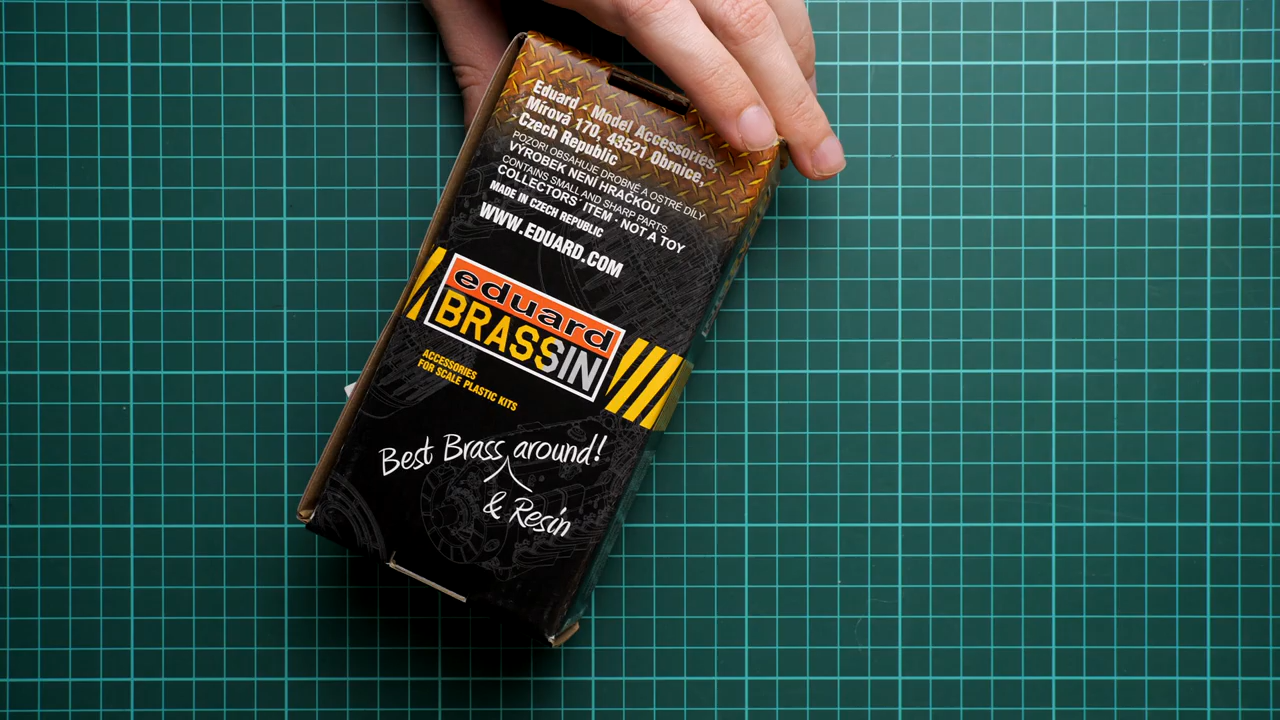 Eduard - Model Accessories,
Mírová 170, 43521 Obrnice,
Czech Republic
POZOR! OBSAHUJE DROBNÉ A OSTRÉ DÍLY
VÝROBEK NENÍ HRAČKOU
CONTAINS SMALL AND SHARP PARTS
COLLECTORS´ITEM - NOT A TOY
MADE IN CZECH REPUBLIC
WWW.EDUARD.COM
eduard
BRASSIN
ACCESSORIES
FOR SCALE PLASTIC KITS
Best Brass around!
& Resin